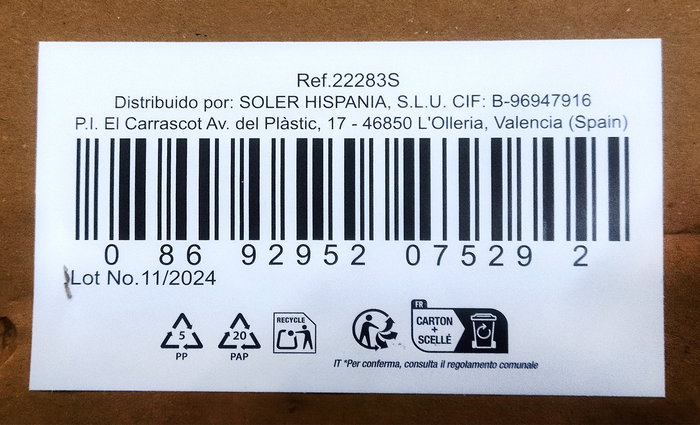 Ref.22283S
Distribuido por: SOLER HISPANIA, S.L.U. CIF: B-96947916
P.I. El Carrascot Av. del Plàstic, 17 - 46850 L'Olleria, Valencia (Spain)
0 86 92952 07529 2
Lot No.11/2024
5
PP
20
PAP
RECYCLE
FR
CARTON
+
SCELLÉ
IT *Per conferma, consulta il regolamento comunale